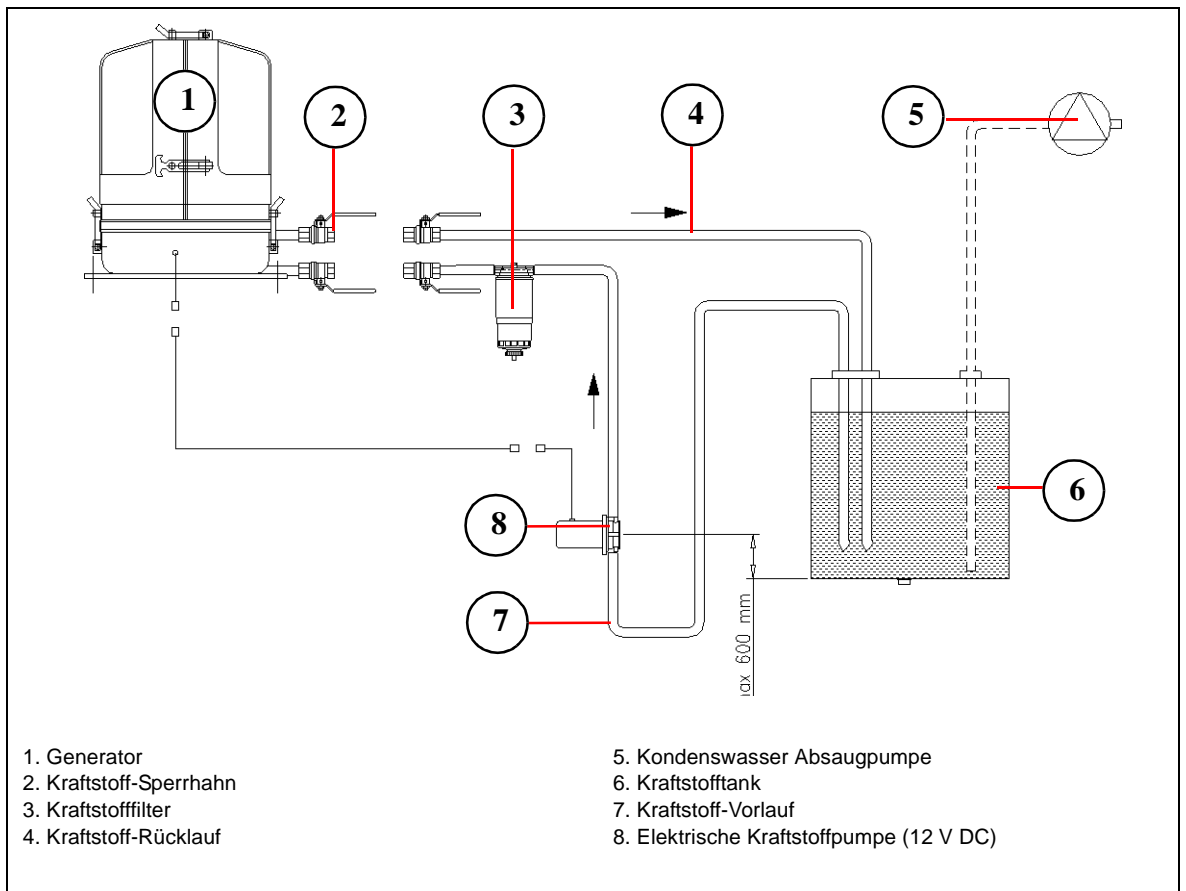 1
2
3
4
5
6
8
7
600 mm
1. Generator
2. Kraftstoff-Sperrhahn
3. Kraftstofffilter
4. Kraftstoff-Rücklauf
5. Kondenswasser Absaugpumpe
6. Kraftstofftank
7. Kraftstoff-Vorlauf
8. Elektrische Kraftstoffpumpe (12 V DC)